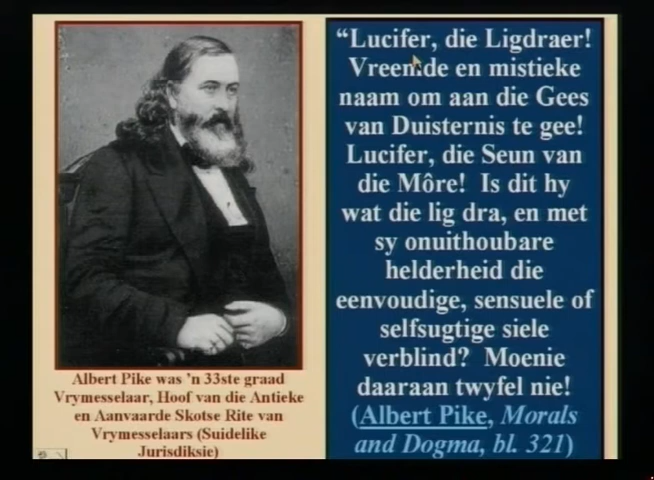 Albert Pike was 'n 33ste graad
Vrymesselaar, Hoof van die Antieke
en Aanvaarde Skotse Rite van
Vrymesselaars (Suidelike
Jurisdiksie)
“Lucifer, die Ligdraer!
Vreemde en mistieke
naam om aan die Gees
van Duisternis te gee!
Lucifer, die Seun van
die Môre! Is dit hy
wat die lig dra, en met
sy onuithoubare
helderheid die
eenvoudige, sensuele of
selfsugtige siele
verblind? Moenie
daaraan twyfel nie!
(Albert Pike, Morals
and Dogma, bl. 321)